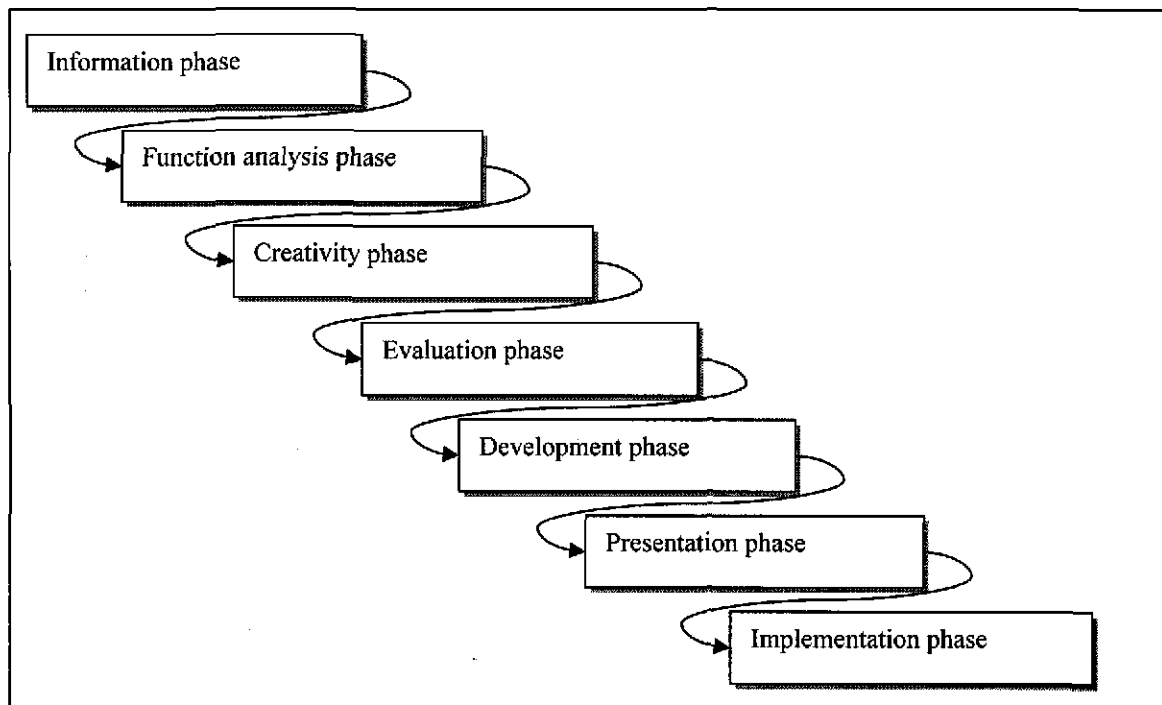 Information phase
Function analysis phase
Creativity phase
Evaluation phase
Development phase
Presentation phase
Implementation phase